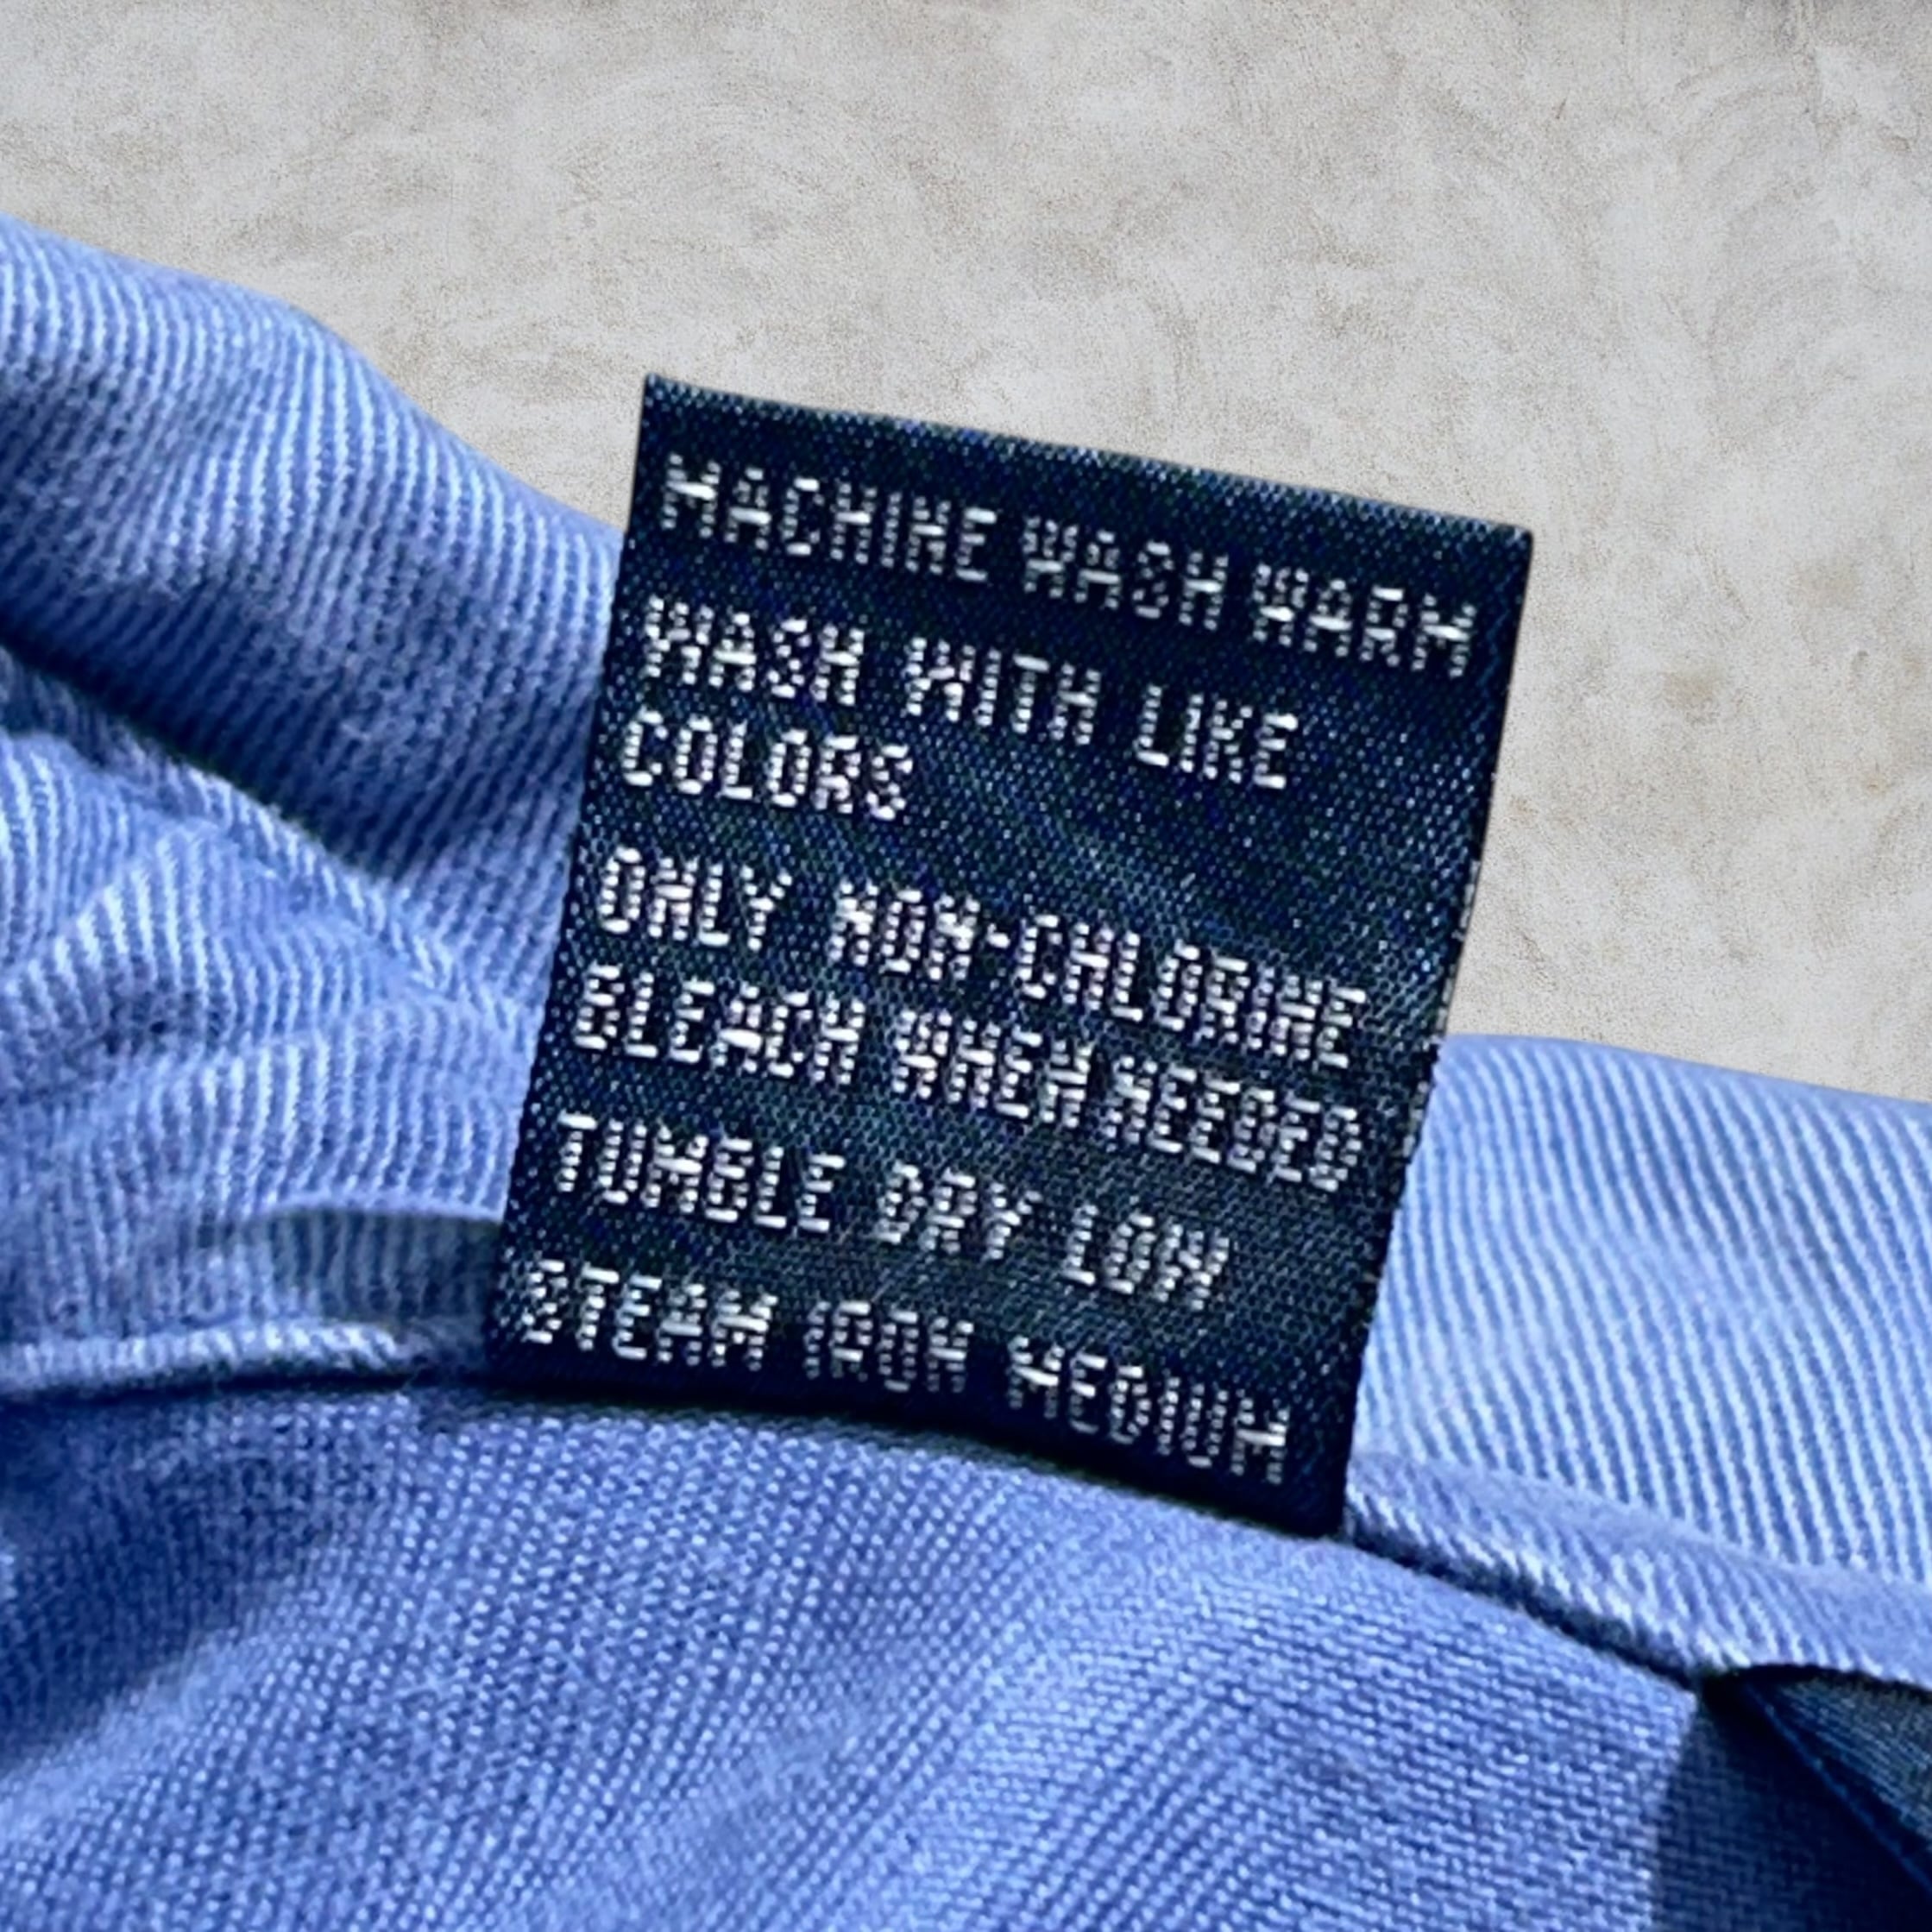 MACHINE WASH WARM
WASH WITH LIKE
COLORS
ONLY NON-CHLORINE
BLEACH WHEN NEEDED
TUMBLE DRY LOW
STEAM IRON MEDIUM